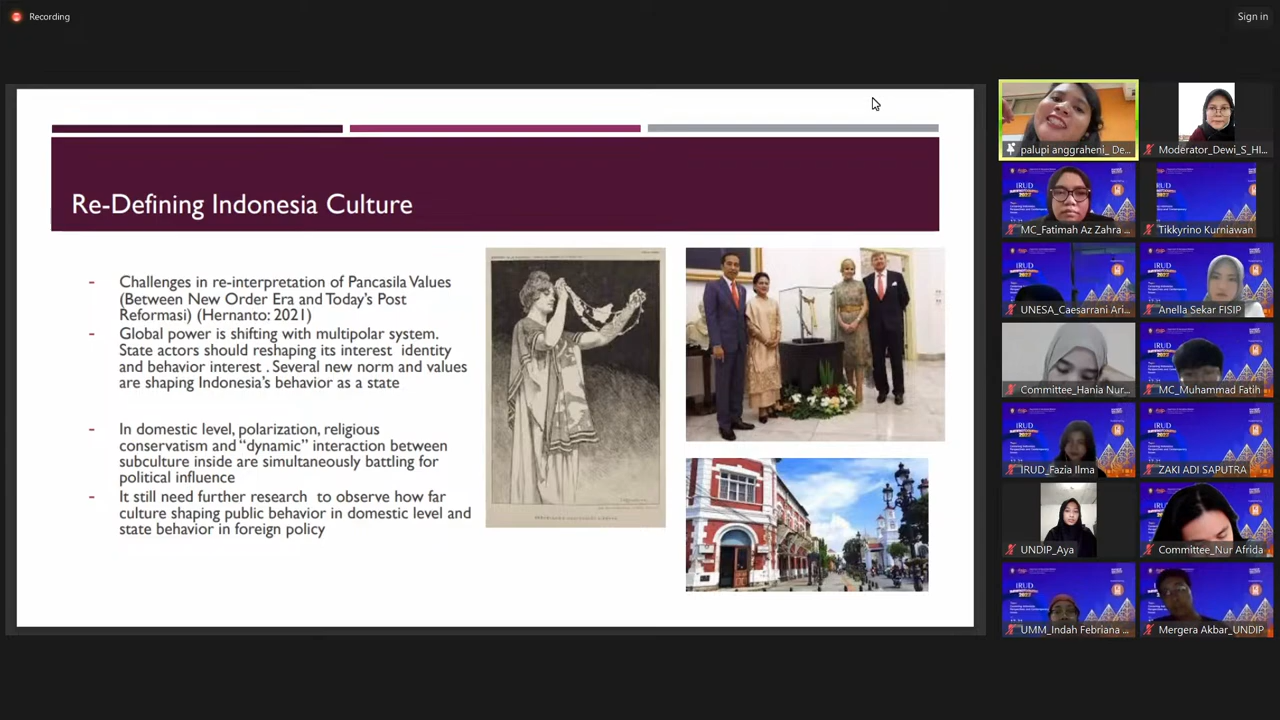 Recording
Sign in
Re-Defining Indonesia Culture
- Challenges in re-interpretation of Pancasila Values
(Between New Order Era and Today's Post
Reformasi) (Hernanto: 2021)
- Global power is shifting with multipolar system.
State actors should reshaping its interest identity
and behavior interest . Several new norm and values
are shaping Indonesia's behavior as a state
- In domestic level, polarization, religious
conservatism and "dynamic" interaction between
subculture inside are simultaneously battling for
political influence
- It still need further research to observe how far
culture shaping public behavior in domestic level and
state behavior in foreign policy
palupi anggraheni_ De...
Moderator_Dewi_S_HI...
IRUD
2022
MC_Fatimah Az Zahra ...
Tikkyrino Kurniawan
UNESA_Caesarrani Ari...
Anella Sekar FISIP
Committee_Hania Nur...
MC_Muhammad Fatih
IRUD_Fazia Ilma
ZAKI ADI SAPUTRA
UNDIP_Aya
Committee_Nur Afrida
UMM_Indah Febriana ...
Mergera Akbar_UNDIP